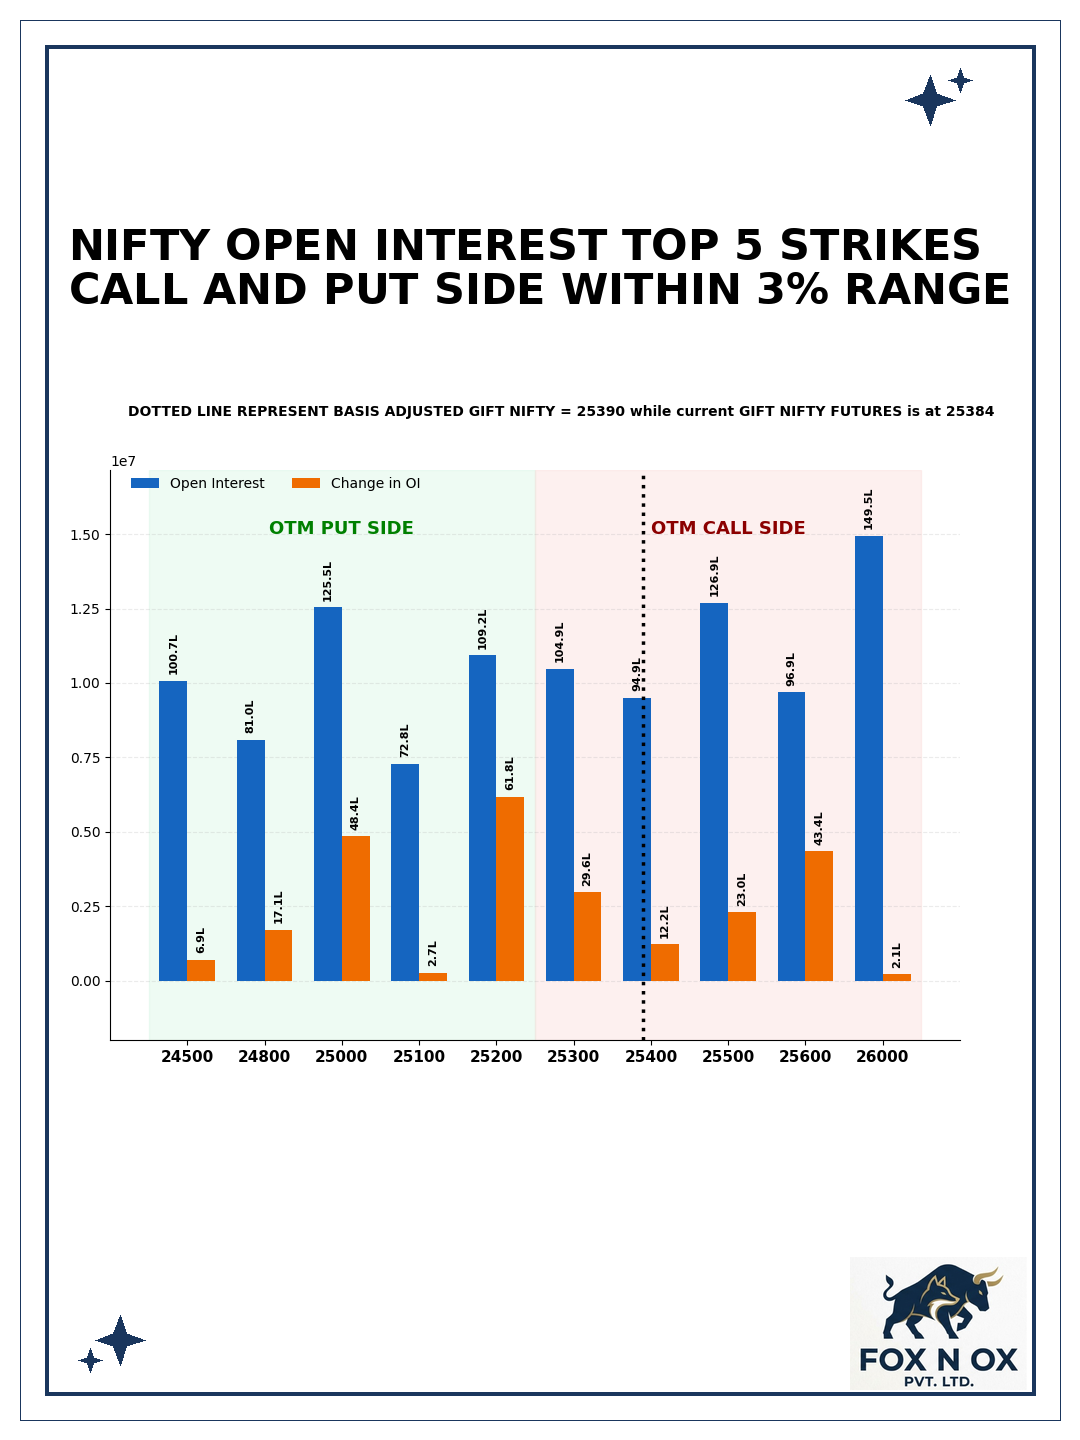 NIFTY OPEN INTEREST TOP 5 STRIKES
CALL AND PUT SIDE WITHIN 3% RANGE
DOTTED LINE REPRESENT BASIS ADJUSTED GIFT NIFTY = 25390 while current GIFT NIFTY FUTURES is at 25384
1e7
Open Interest
Change in OI
OTM PUT SIDE
OTM CALL SIDE
1.50
1.25
1.00
0.75
0.50
0.25
0.00
100.7L
6.9L
81.0L
17.1L
125.5L
48.4L
72.8L
2.7L
109.2L
61.8L
104.9L
29.6L
94.9L
12.2L
126.9L
23.0L
96.9L
43.4L
149.5L
2.1L
24500
24800
25000
25100
25200
25300
25400
25500
25600
26000
FOX N OX
PVT. LTD.